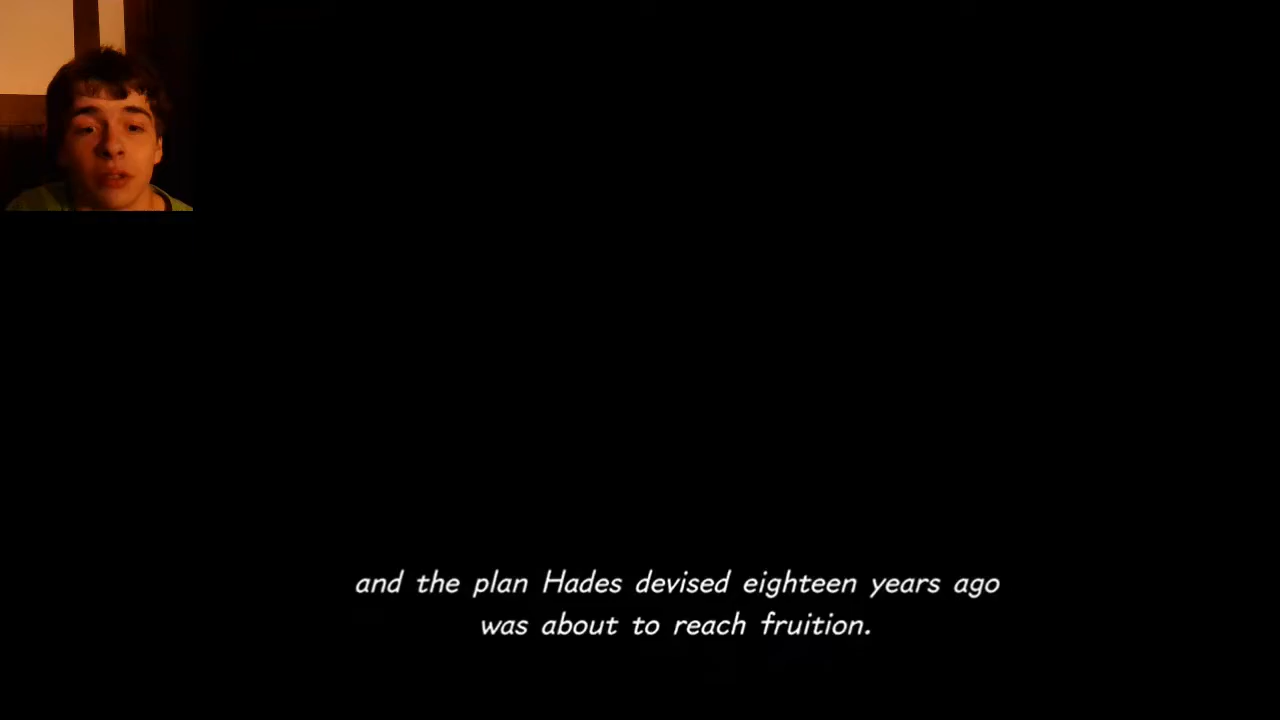 and the plan Hades devised eighteen years ago
was about to reach fruition.